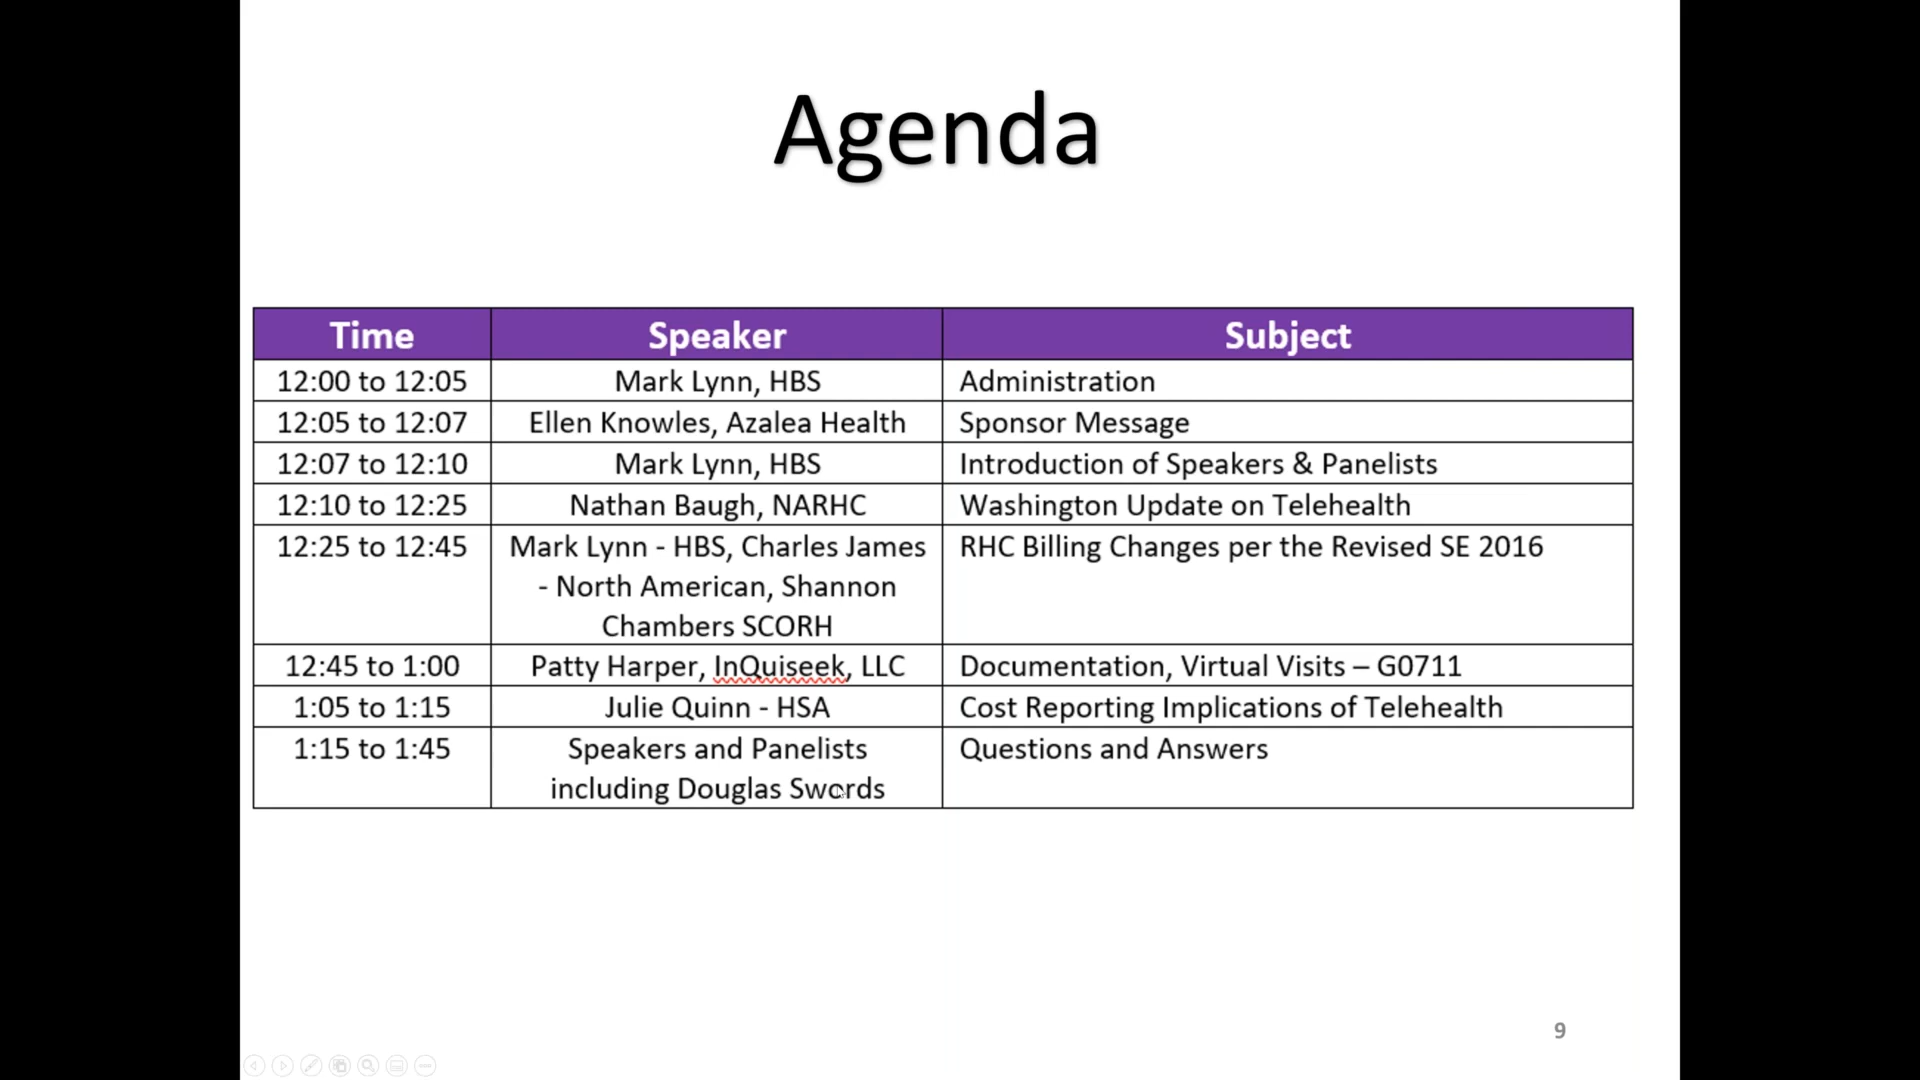 Agenda
Time Speaker Subject
12:00 to 12:05 Mark Lynn, HBS Administration
12:05 to 12:07 Ellen Knowles, Azalea Health Sponsor Message
12:07 to 12:10 Mark Lynn, HBS Introduction of Speakers & Panelists
12:10 to 12:25 Nathan Baugh, NARHC Washington Update on Telehealth
12:25 to 12:45 Mark Lynn - HBS, Charles James RHC Billing Changes per the Revised SE 2016
- North American, Shannon
Chambers SCORH
12:45 to 1:00 Patty Harper, InQuiseek, LLC Documentation, Virtual Visits – G0711
1:05 to 1:15 Julie Quinn - HSA Cost Reporting Implications of Telehealth
1:15 to 1:45 Speakers and Panelists Questions and Answers
including Douglas Swords
9